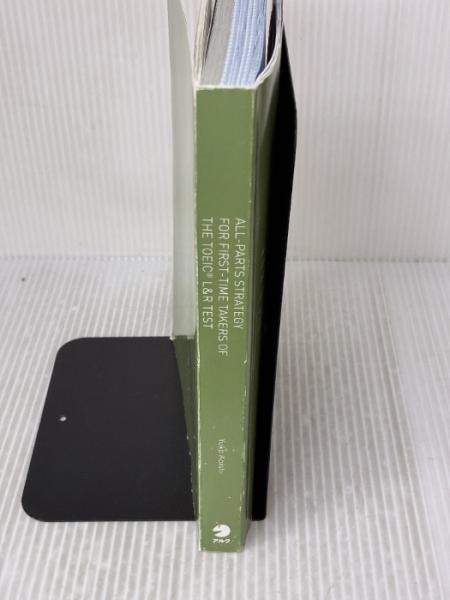 ALL-PARTS STRATEGY
FOR FIRST-TIME TAKERS OF
THE TOEIC® L&R TEST
アルク